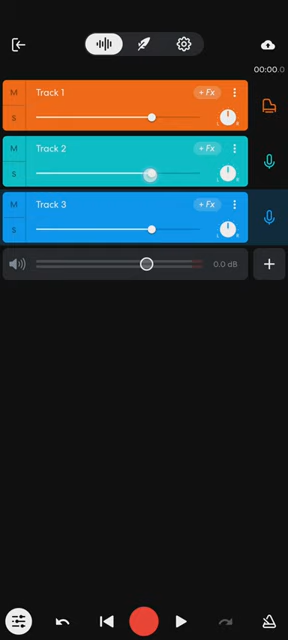 00:00.0
M
Track 1
+ Fx
S
L R
M
Track 2
+ Fx
S
L R
M
Track 3
+ Fx
S
L R
0.0 dB
+